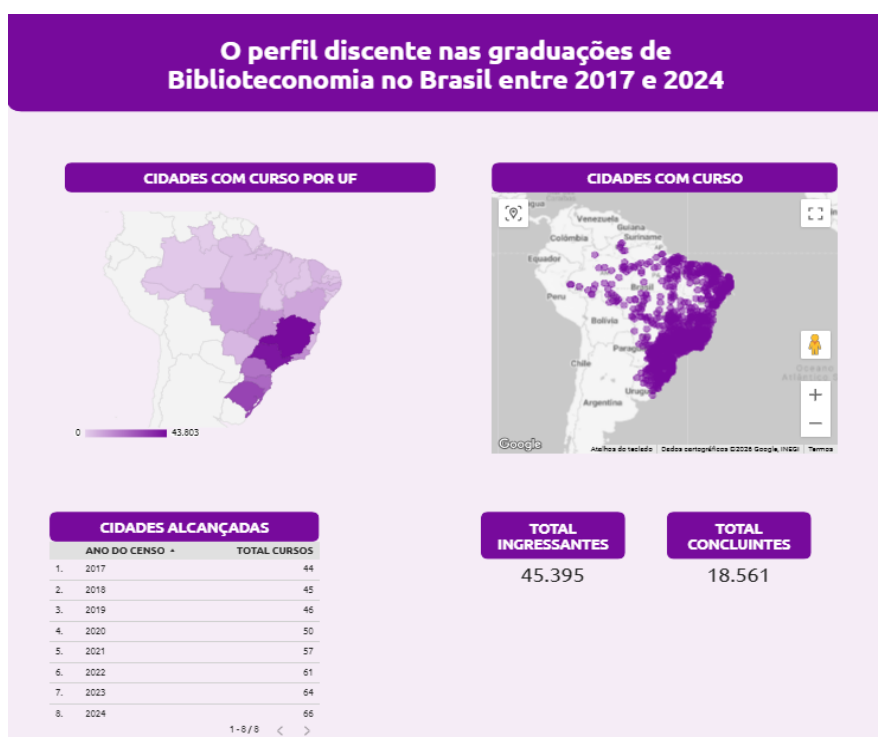 O perfil discente nas graduações de
Biblioteconomia no Brasil entre 2017 e 2024
CIDADES COM CURSO POR UF
0
43.803
CIDADES COM CURSO
Venezuela
Guiana
Suriname
Colômbia
Equador
Brasil
Peru
Bolívia
Chile
Argentina
Oceano
Google
Atalhos do teclado
Dados cartográficos ©2026 Google, INEGI
Termos
CIDADES ALCANÇADAS
ANO DO CENSO TOTAL CURSOS
1. 2017 44
2. 2018 45
3. 2019 46
4. 2020 50
5. 2021 57
6. 2022 61
7. 2023 64
8. 2024 66
1-8/8 < >
TOTAL
INGRESSANTES
45.395
TOTAL
CONCLUINTES
18.561